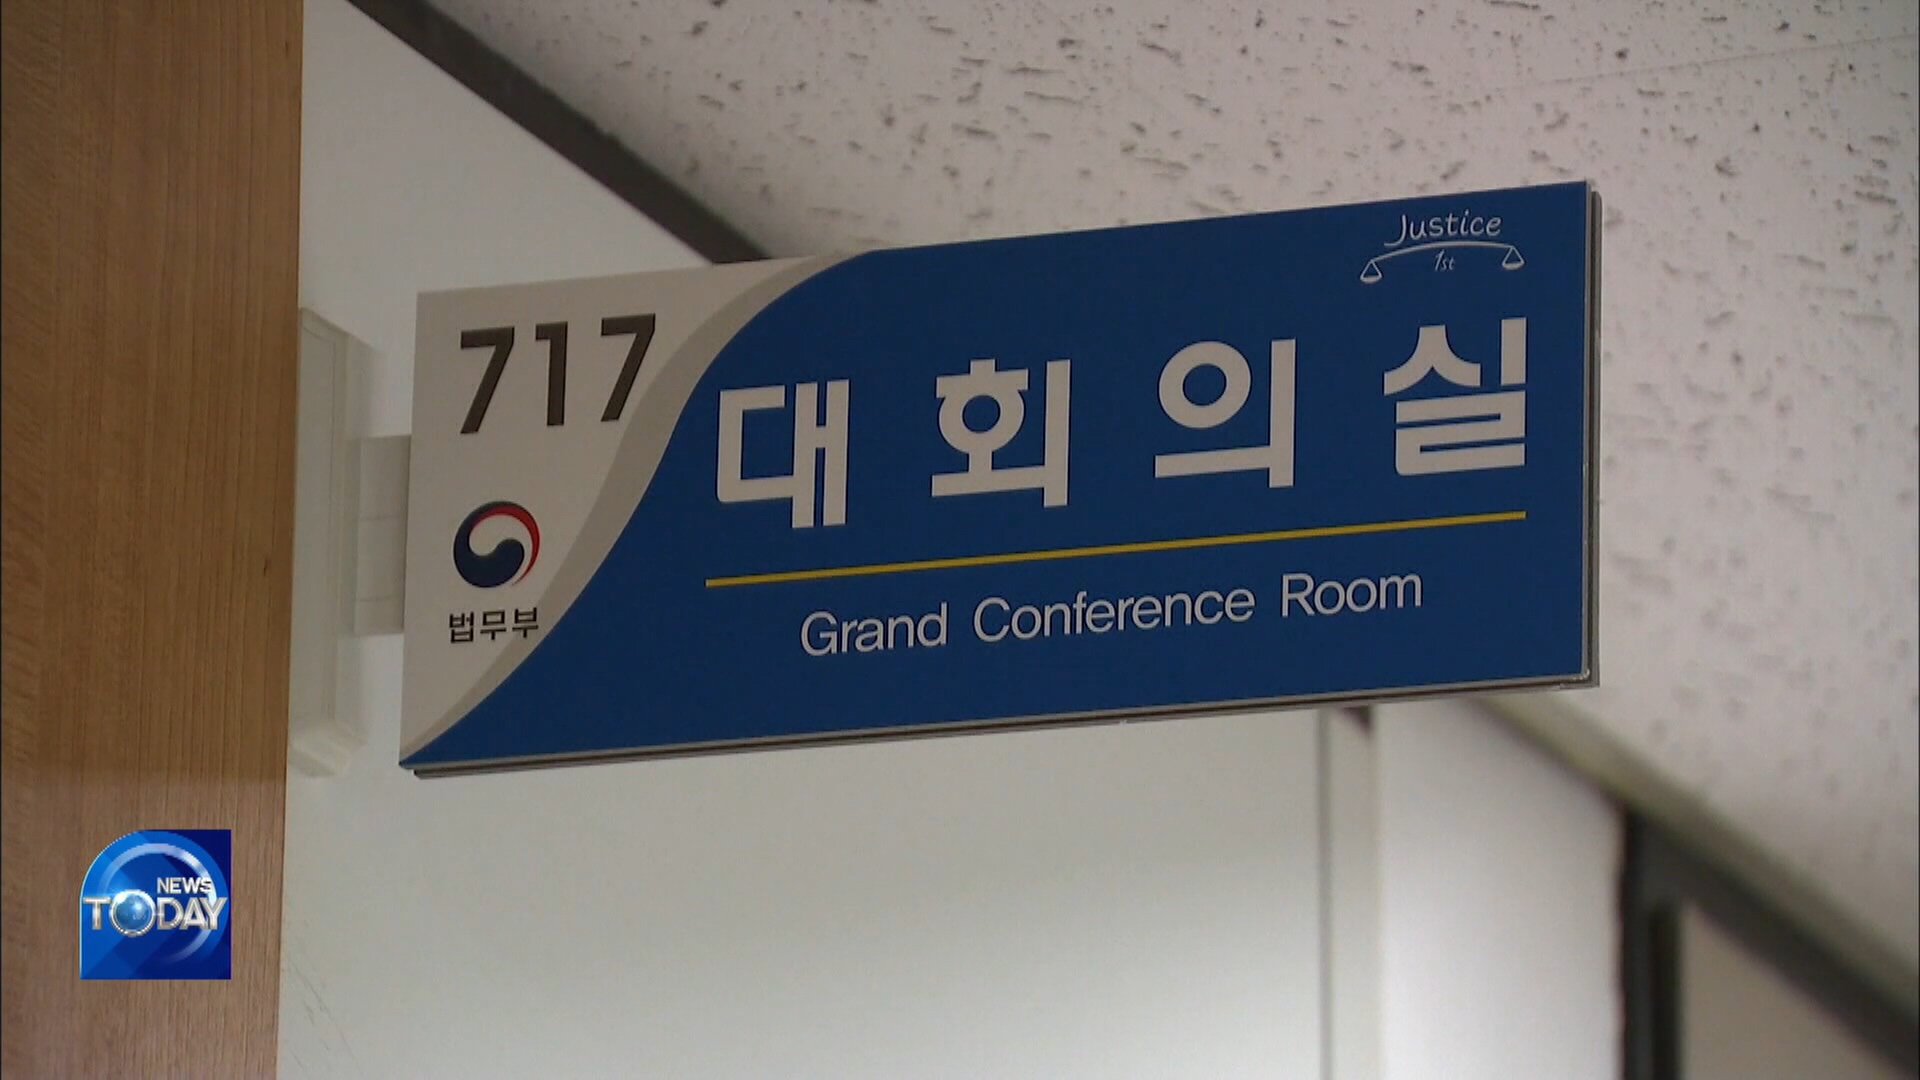 Justice
1st
717
대회의실
법무부
Grand Conference Room
NEWS
TODAY